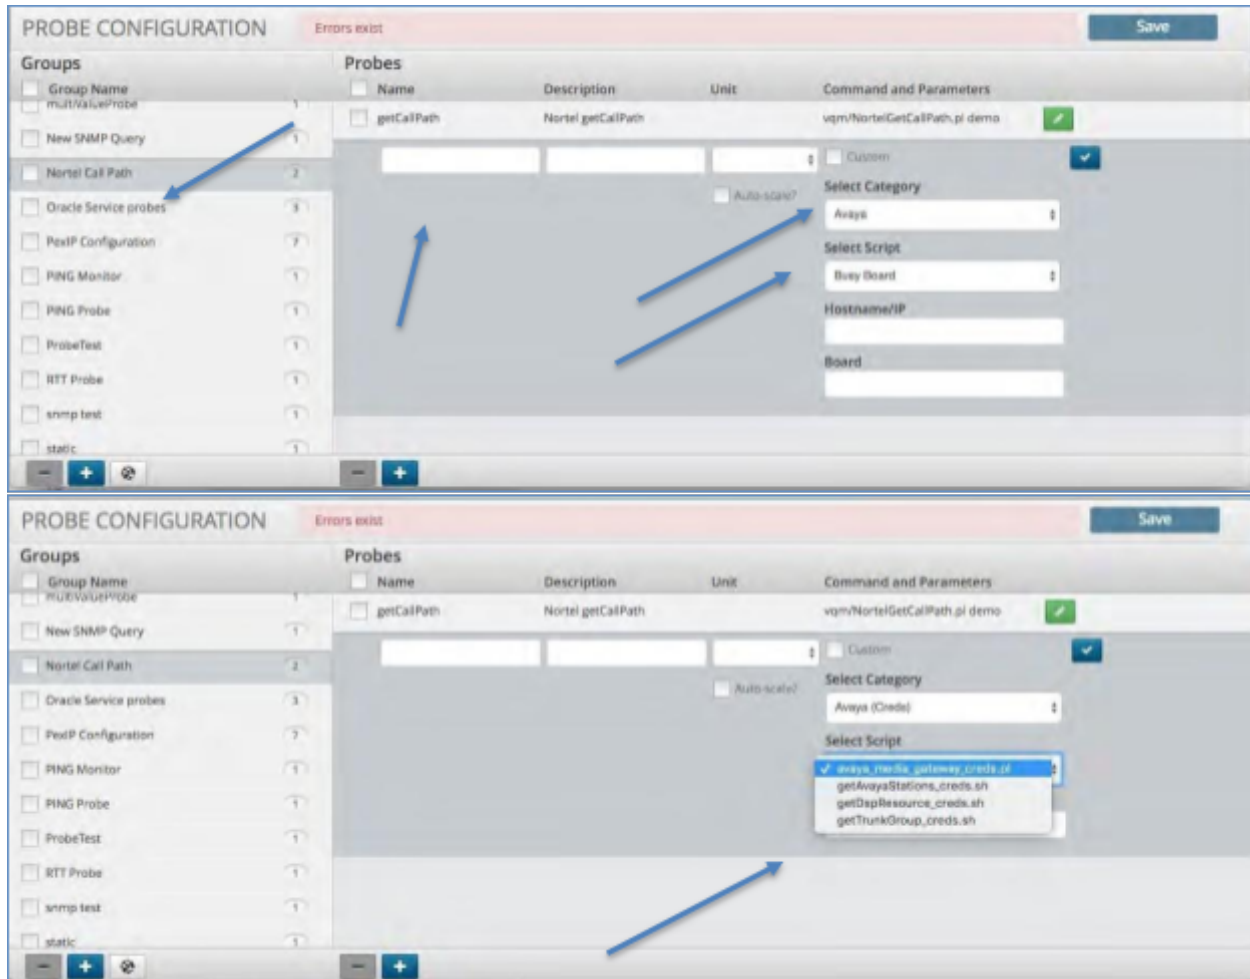 PROBE CONFIGURATION Errors exist Save
Groups Probes
Group Name Name Description Unit Command and Parameters
multiValueProbe 1
getCallPath Nortel getCallPath vqm/NortelGetCallPath.pl demo
New SNMP Query 1
Custom
Nortel Call Path 2
Select Category
Auto-scale?
Oracle Service probes 3
Avaya
PexIP Configuration 7
Select Script
PING Monitor 1
Busy Board
PING Probe 1
Hostname/IP
ProbeTest 1
Board
RTT Probe 1
snmp test 1
static 1
PROBE CONFIGURATION Errors exist Save
Groups Probes
Group Name Name Description Unit Command and Parameters
multiValueProbe 1
getCallPath Nortel getCallPath vqm/NortelGetCallPath.pl demo
New SNMP Query 1
Custom
Nortel Call Path 2
Select Category
Auto-scale?
Oracle Service probes 3
Avaya (Creds)
PexIP Configuration 7
Select Script
PING Monitor 1
avaya_media_gateway_creds.pl
getAvayaStations_creds.sh
PING Probe 1
getDspResource_creds.sh
getTrunkGroup_creds.sh
ProbeTest 1
RTT Probe 1
snmp test 1
static 1